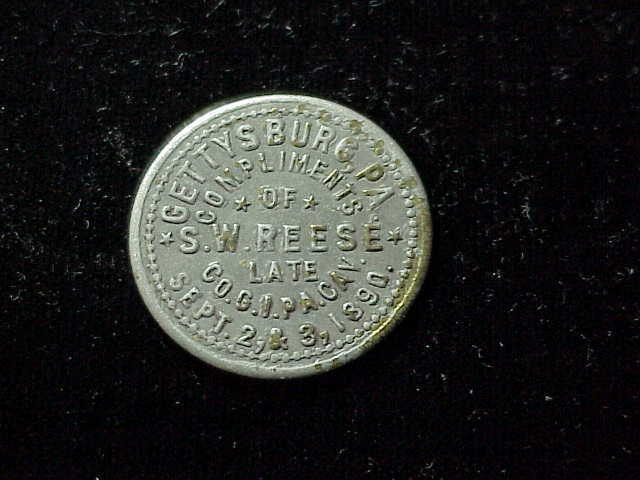 GETTYSBURG, PA.
COMPLIMENTS
★ OF ★
★ S.W. REESE ★
LATE
CO. G. 1. PA. CAV.
SEPT. 2, & 3, 1890.